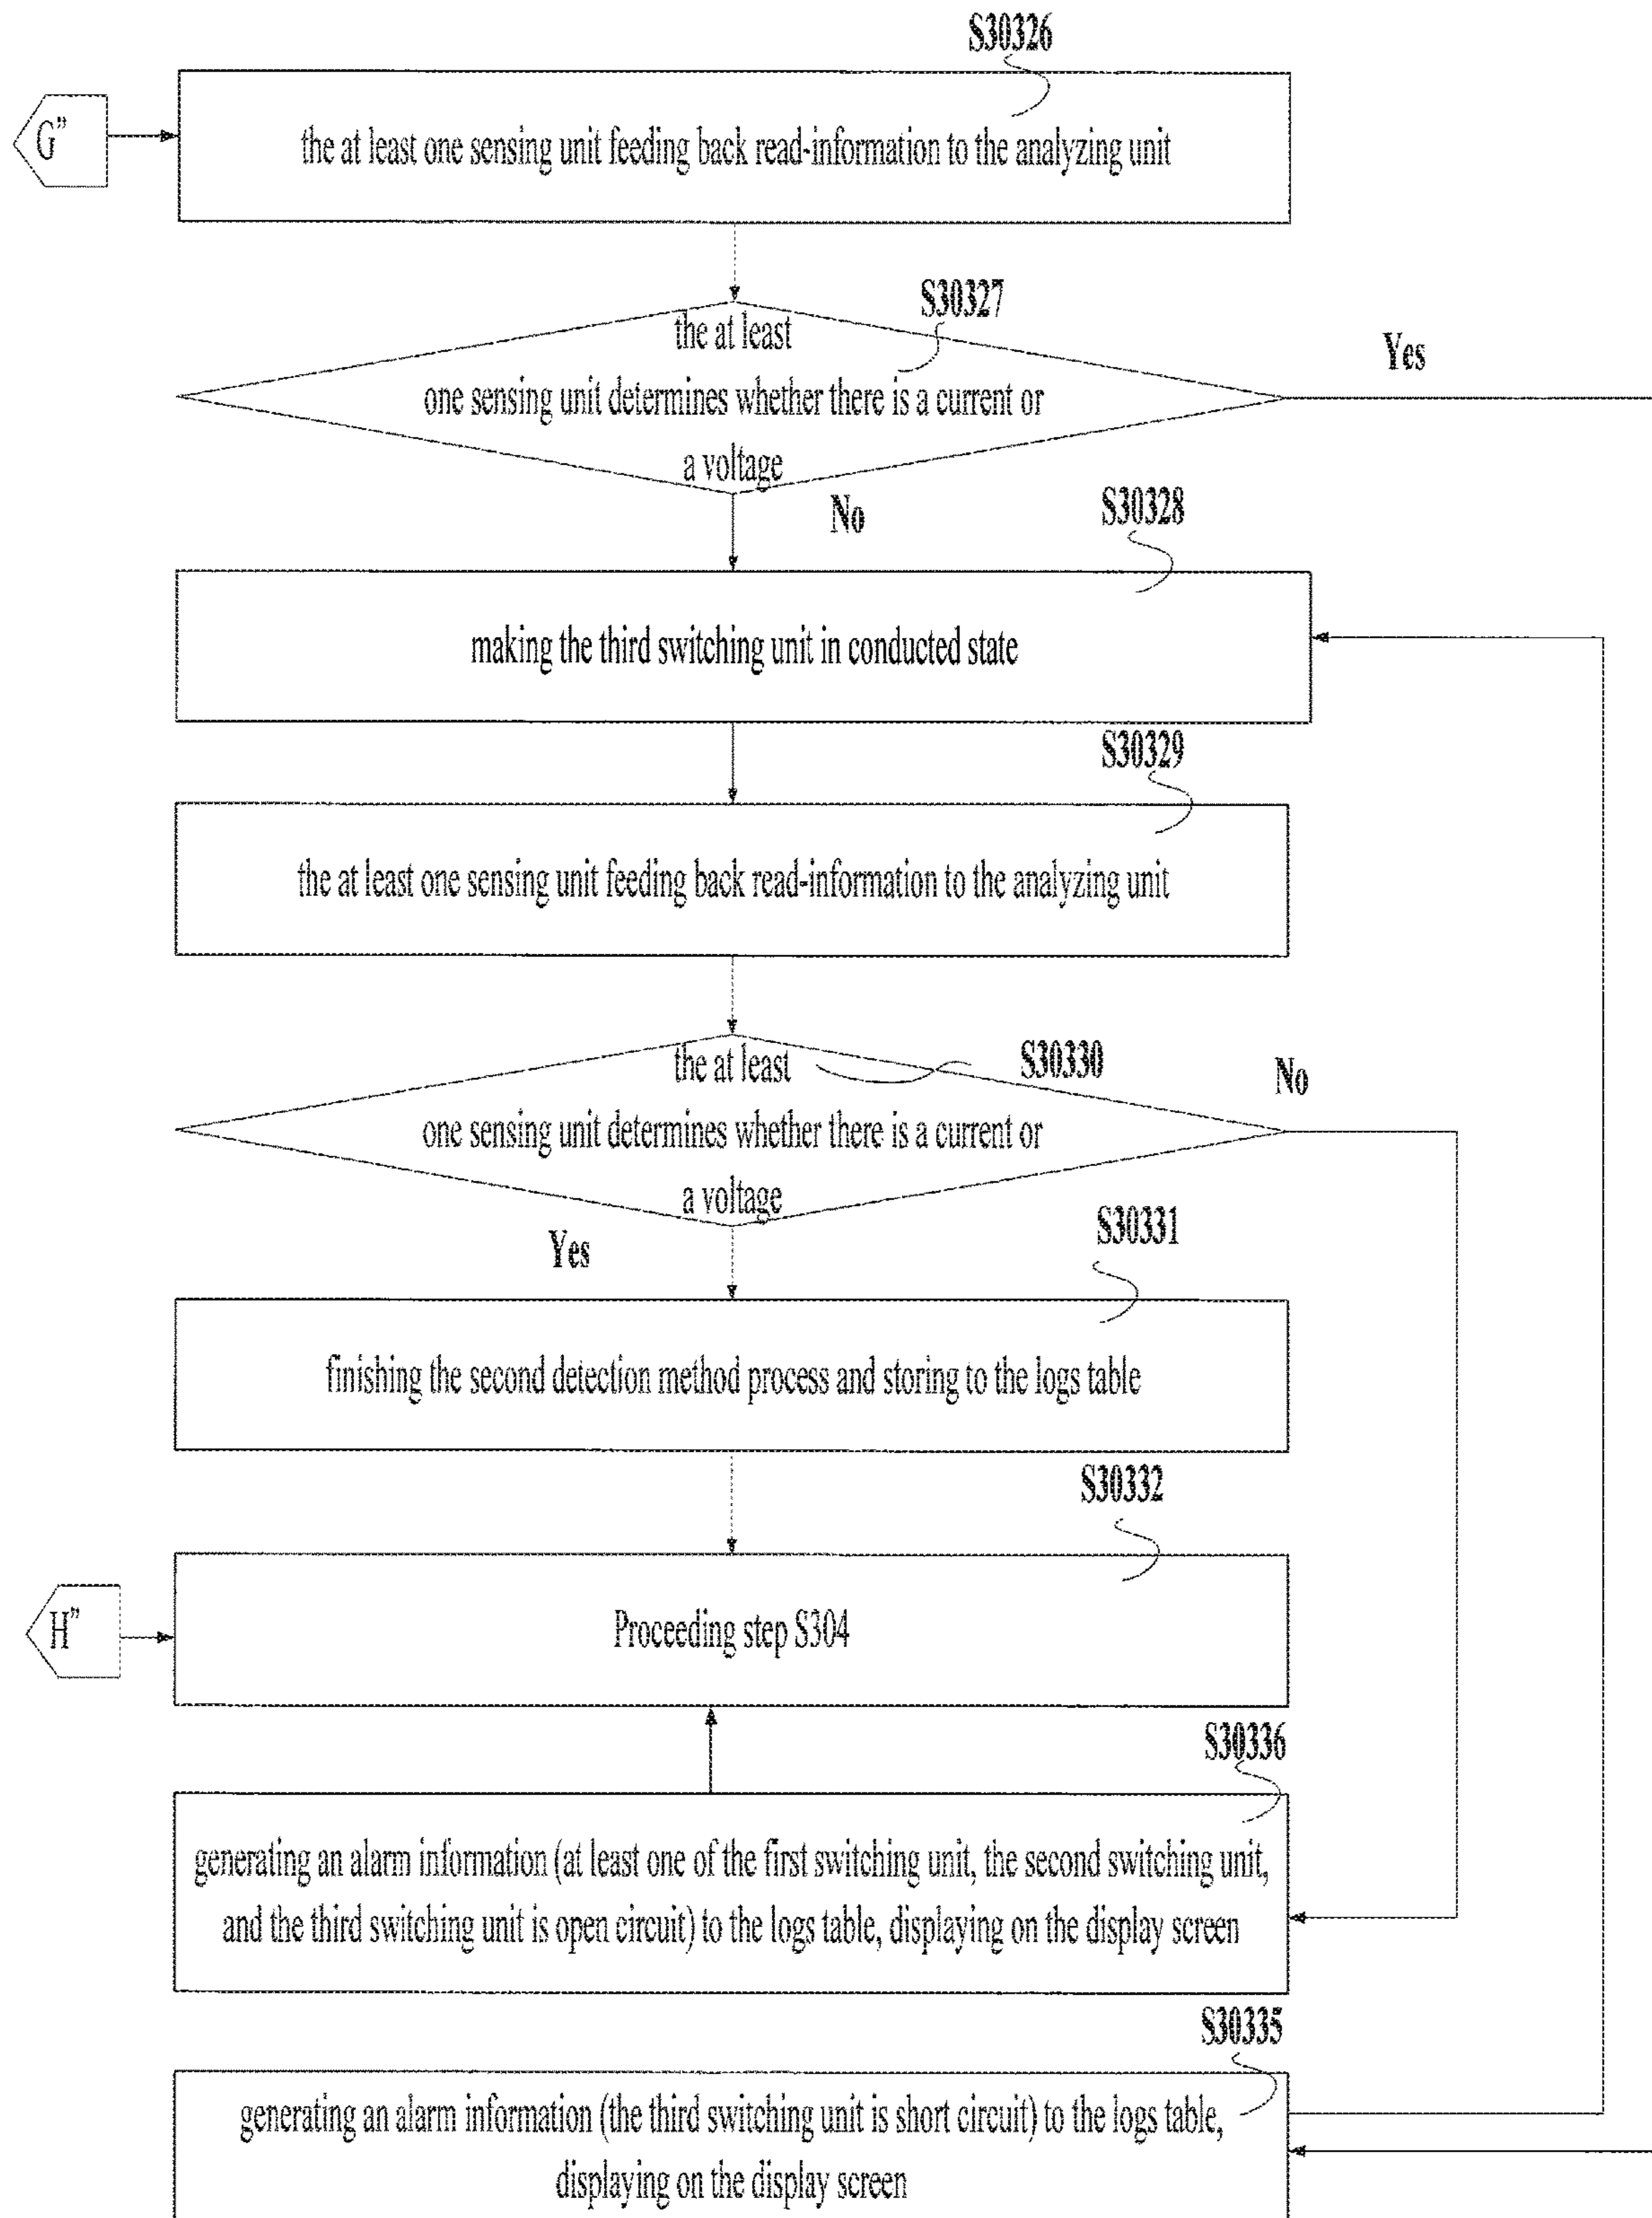 S30326
G”
the at least one sensing unit feeding back read-information to the analyzing unit
S30327
the at least
one sensing unit determines whether there is a current or
a voltage
Yes
No
S30328
making the third switching unit in conducted state
S30329
the at least one sensing unit feeding back read-information to the analyzing unit
S30330
the at least
one sensing unit determines whether there is a current or
a voltage
No
Yes
S30331
finishing the second detection method process and storing to the logs table
S30332
H”
Proceeding step S304
S30336
generating an alarm information (at least one of the first switching unit, the second switching unit,
and the third switching unit is open circuit) to the logs table, displaying on the display screen
S30335
generating an alarm information (the third switching unit is short circuit) to the logs table,
displaying on the display screen